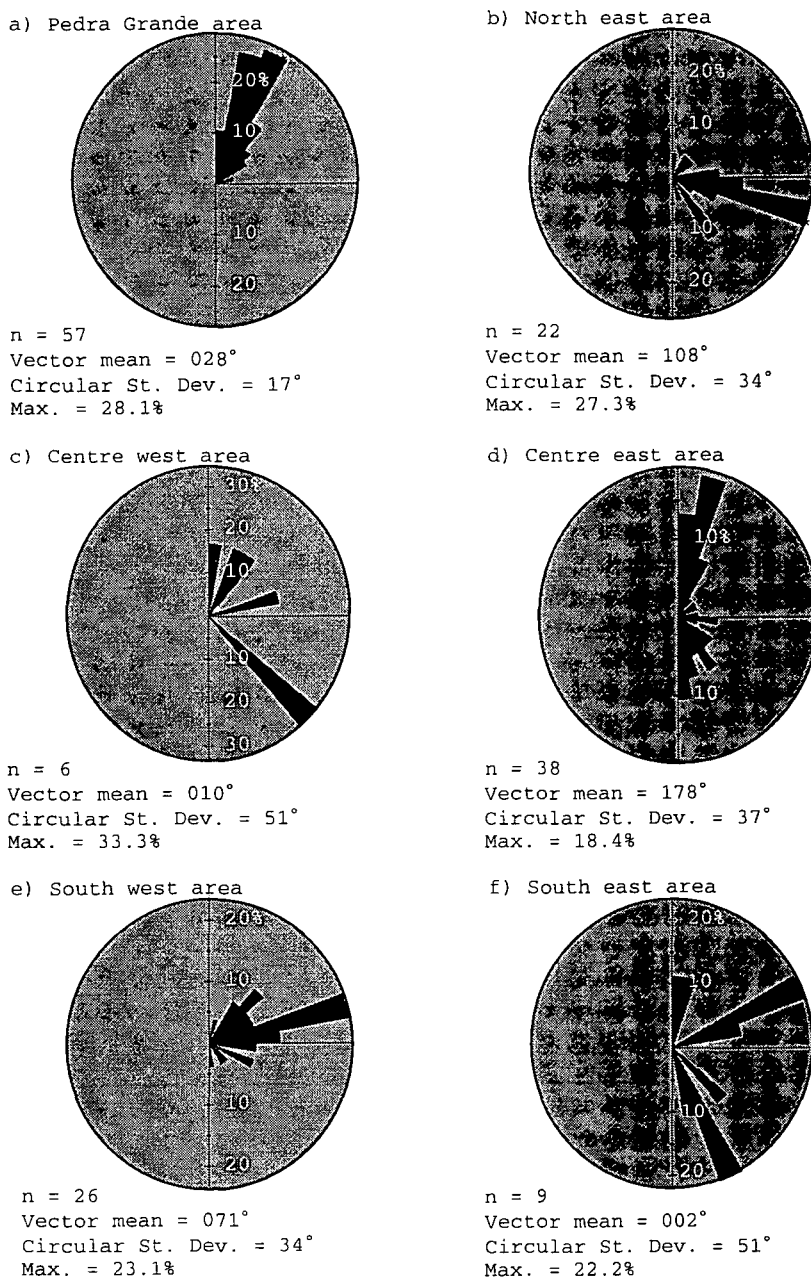 a) Pedra Grande area
20%
10
10
20
n = 57
Vector mean = 028°
Circular St. Dev. = 17°
Max. = 28.1%
b) North east area
20%
10
10
20
n = 22
Vector mean = 108°
Circular St. Dev. = 34°
Max. = 27.3%
c) Centre west area
30%
20
10
10
20
30
n = 6
Vector mean = 010°
Circular St. Dev. = 51°
Max. = 33.3%
d) Centre east area
10%
10
n = 38
Vector mean = 178°
Circular St. Dev. = 37°
Max. = 18.4%
e) South west area
20%
10
10
20
n = 26
Vector mean = 071°
Circular St. Dev. = 34°
Max. = 23.1%
f) South east area
20%
10
10
20
n = 9
Vector mean = 002°
Circular St. Dev. = 51°
Max. = 22.2%